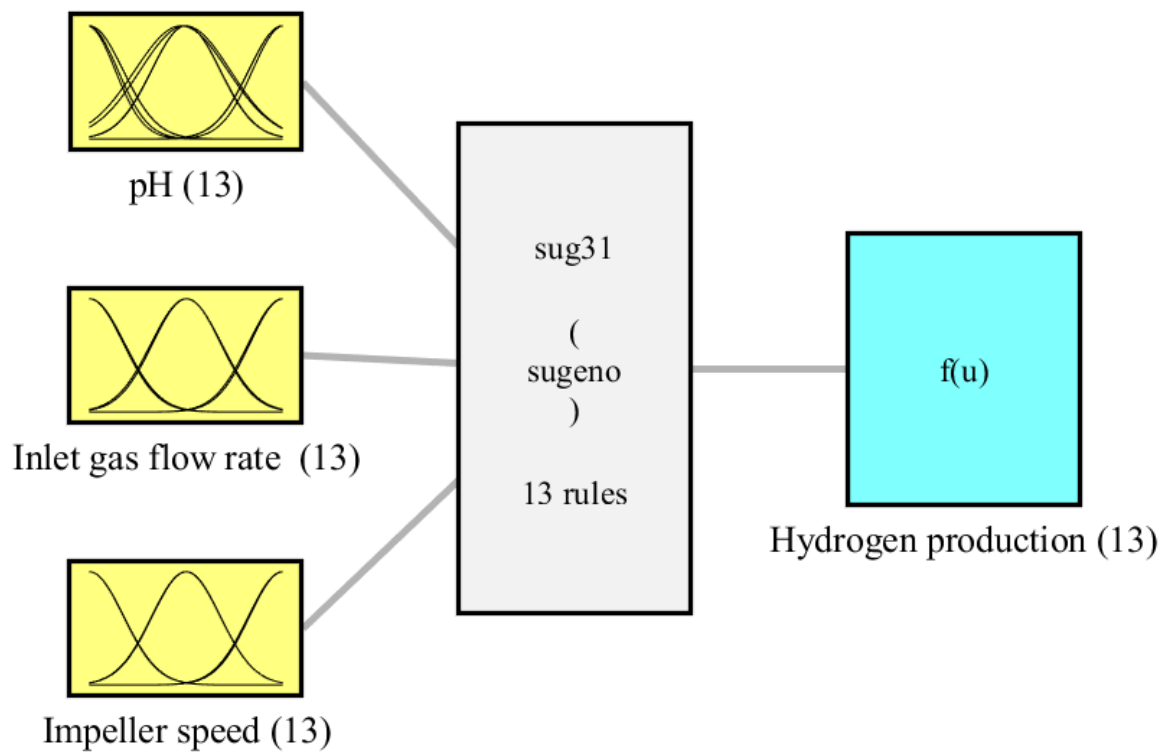 pH (13)
Inlet gas flow rate (13)
Impeller speed (13)
sug31
(
sugeno
)
13 rules
f(u)
Hydrogen production (13)